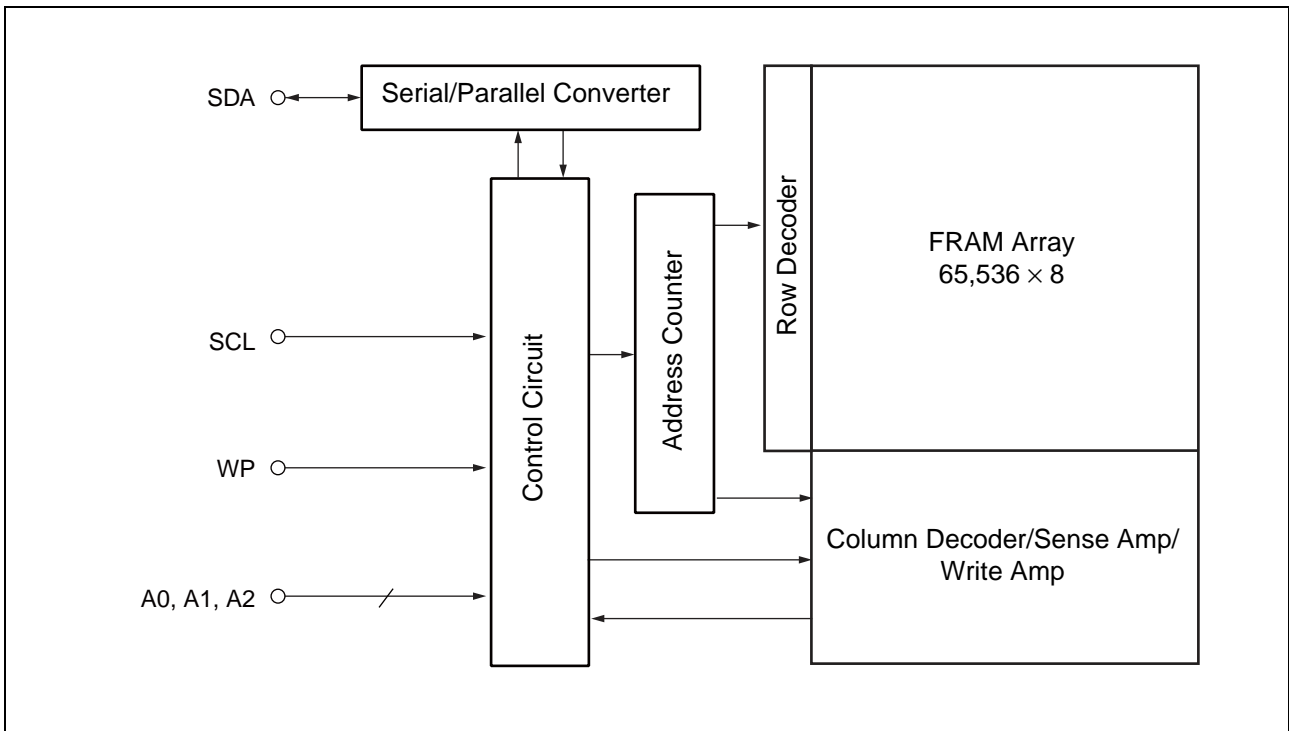 SDA
Serial/Parallel Converter
SCL
WP
A0, A1, A2
Control Circuit
Address Counter
Row Decoder
FRAM Array
65,536 × 8
Column Decoder/Sense Amp/
Write Amp